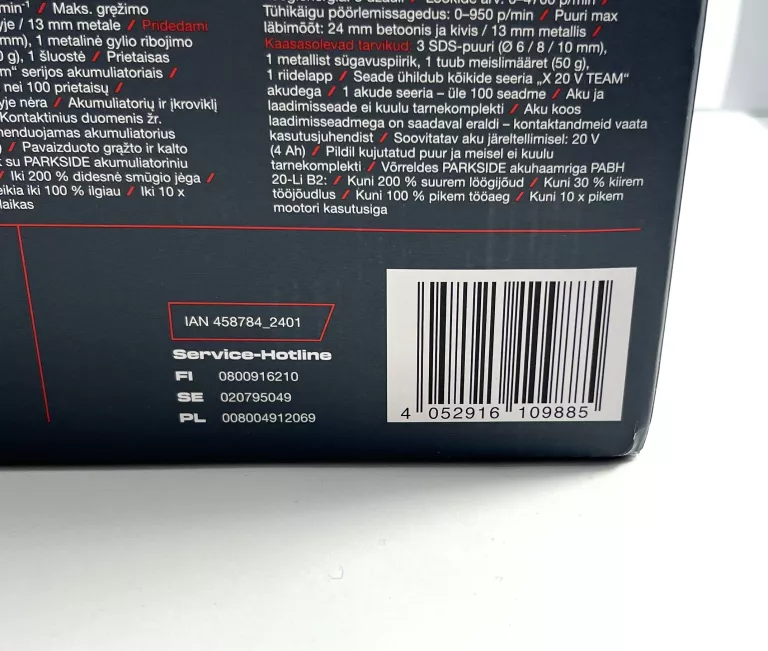 min⁻¹ / Maks. gręžimo
yje / 13 mm metale / Pridedami
mm), 1 metalinė gylio ribojimo
g), 1 šluostė / Prietaisas
m“ serijos akumuliatoriais /
nei 100 prietaisų /
yje nėra / Akumuliatorių ir įkroviklį
Kontaktinius duomenis žr.
menduojamas akumuliatorius
) / Pavaizduoto grąžto ir kalto
su PARKSIDE akumuliatoriniu
/ Iki 200 % didesnė smūgio jėga /
eikia iki 100 % ilgiau / Iki 10 x
laikas
Tühikäigu pöörlemissagedus: 0–950 p/min / Puuri max
läbimõõt: 24 mm betoonis ja kivis / 13 mm metallis /
Kaasasolevad tarvikud: 3 SDS-puuri (Ø 6 / 8 / 10 mm),
1 metallist sügavuspiirik, 1 tuub meislimääret (50 g),
1 riidelapp / Seade ühildub kõikide seeria „X 20 V TEAM“
akudega / 1 akude seeria – üle 100 seadme / Aku ja
laadimisseade ei kuulu tarnekomplekti / Aku koos
laadimisseadmega on saadaval eraldi – kontaktandmeid vaata
kasutusjuhendist / Soovitatav aku järeltellimisel: 20 V
(4 Ah) / Pildil kujutatud puur ja meisel ei kuulu
tarnekomplekti / Võrreldes PARKSIDE akuhaamriga PABH
20-Li B2: / Kuni 200 % suurem löögijõud / Kuni 30 % kiirem
tööjõudlus / Kuni 100 % pikem tööaeg / Kuni 10 x pikem
mootori kasutusiga
IAN 458784_2401
Service-Hotline
FI 0800916210
SE 020795049
PL 008004912069
4 052916 109885